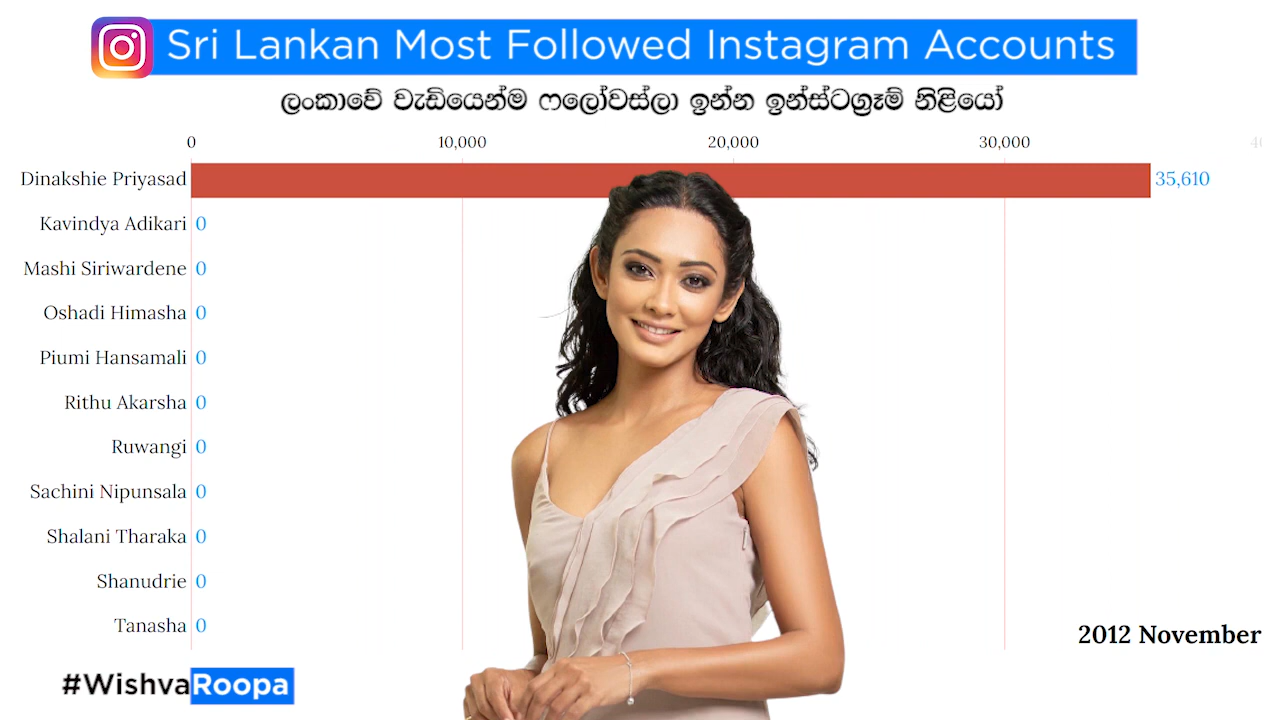 Sri Lankan Most Followed Instagram Accounts
ලංකාවේ වැඩියෙන්ම ෆලෝවස්ලා ඉන්න ඉන්ස්ටග්‍රෑම් නිළියෝ
0 10,000 20,000 30,000
Dinakshie Priyasad 35,610
Kavindya Adikari 0
Mashi Siriwardene 0
Oshadi Himasha 0
Piumi Hansamali 0
Rithu Akarsha 0
Ruwangi 0
Sachini Nipunsala 0
Shalani Tharaka 0
Shanudrie 0
Tanasha 0
2012 November
#WishvaRoopa